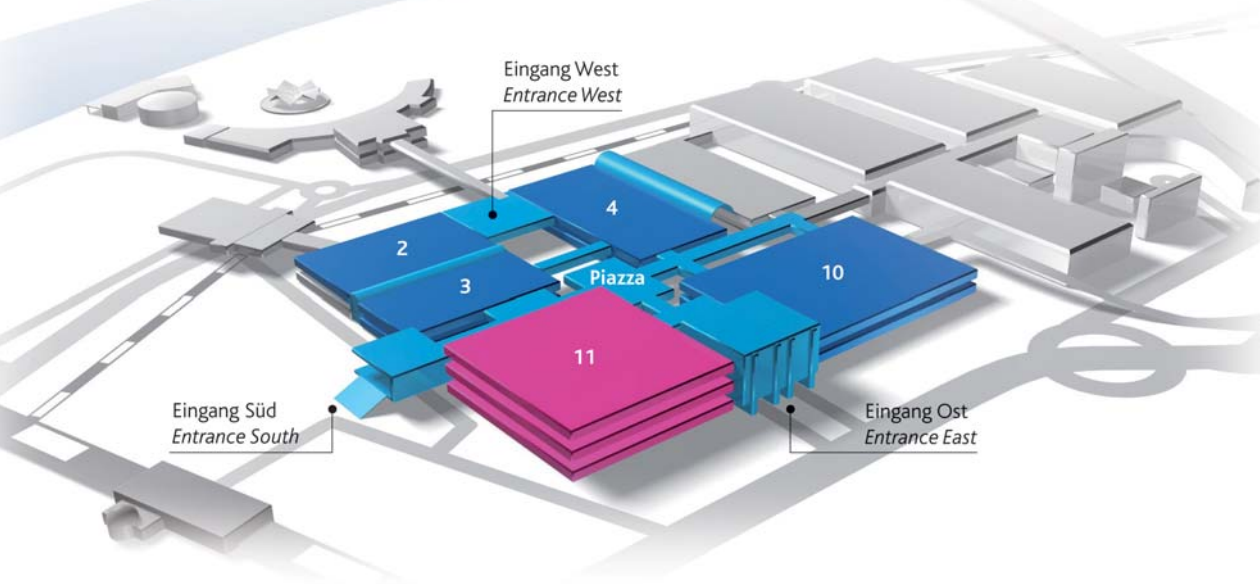 Eingang West
Entrance West
4
2
10
Piazza
3
11
Eingang Süd
Entrance South
Eingang Ost
Entrance East